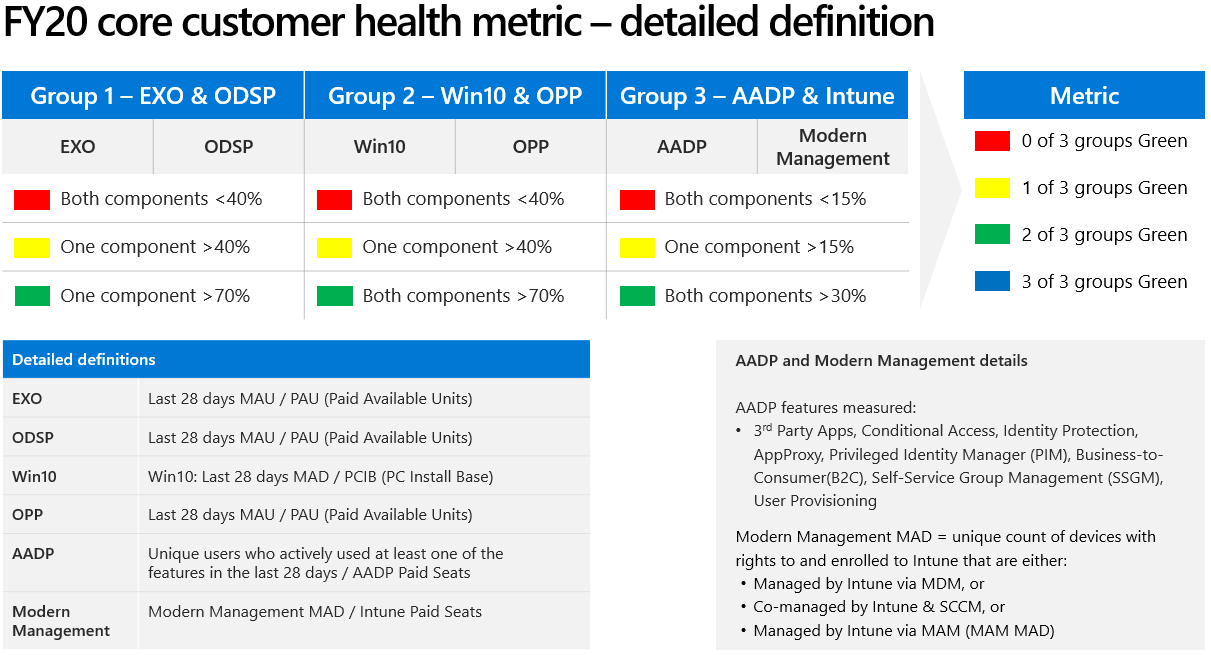 FY20 core customer health metric – detailed definition
Group 1 – EXO & ODSP
Group 2 – Win10 & OPP
Group 3 – AADP & Intune
Metric
EXO
ODSP
Win10
OPP
AADP
Modern
Management
Both components <40%
Both components <40%
Both components <15%
One component >40%
One component >40%
One component >15%
One component >70%
Both components >70%
Both components >30%
0 of 3 groups Green
1 of 3 groups Green
2 of 3 groups Green
3 of 3 groups Green
Detailed definitions
EXO
Last 28 days MAU / PAU (Paid Available Units)
ODSP
Last 28 days MAU / PAU (Paid Available Units)
Win10
Win10: Last 28 days MAD / PCIB (PC Install Base)
OPP
Last 28 days MAU / PAU (Paid Available Units)
AADP
Unique users who actively used at least one of the
features in the last 28 days / AADP Paid Seats
Modern
Management
Modern Management MAD / Intune Paid Seats
AADP and Modern Management details
AADP features measured:
• 3rd Party Apps, Conditional Access, Identity Protection,
AppProxy, Privileged Identity Manager (PIM), Business-to-
Consumer(B2C), Self-Service Group Management (SSGM),
User Provisioning
Modern Management MAD = unique count of devices with
rights to and enrolled to Intune that are either:
• Managed by Intune via MDM, or
• Co-managed by Intune & SCCM, or
• Managed by Intune via MAM (MAM MAD)